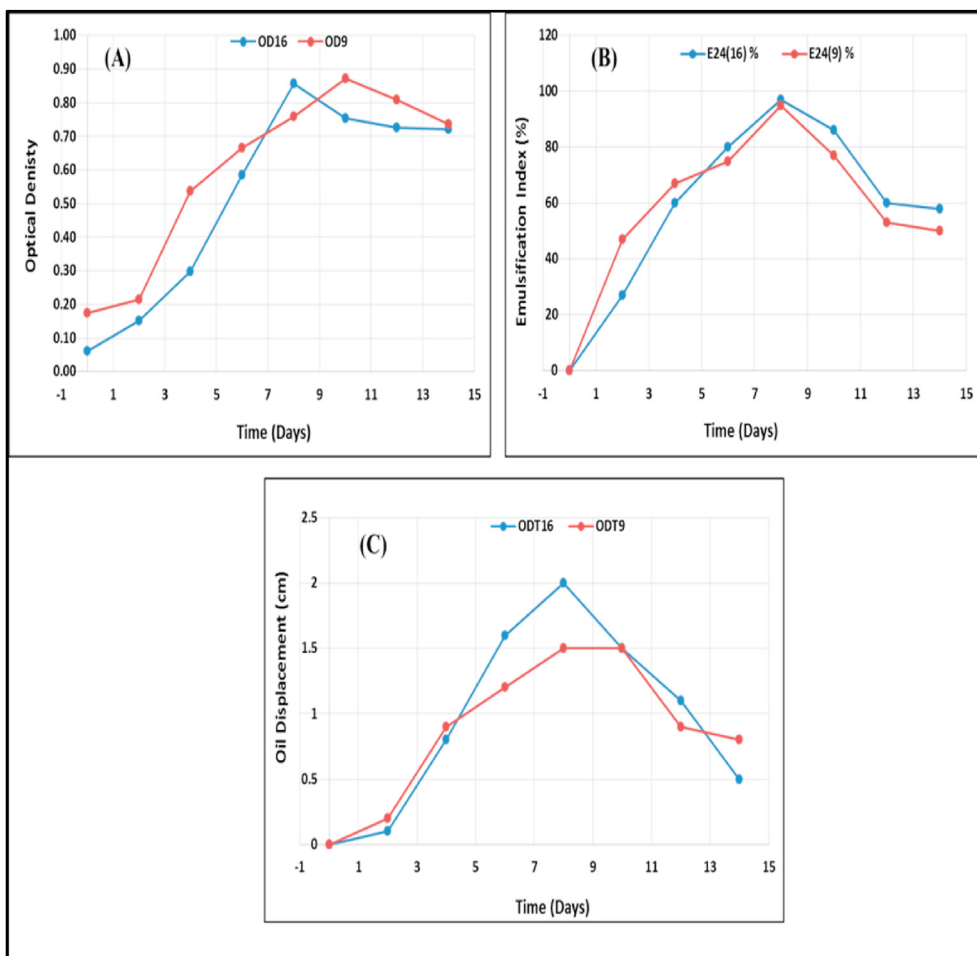 (A)
OD16 OD9
1.00
0.90
0.80
0.70
0.60
0.50
0.40
0.30
0.20
0.10
0.00
Optical Denisty
-1 1 3 5 7 9 11 13 15
Time (Days)
(B)
E24(16) % E24(9) %
120
100
80
60
40
20
0
Emulsification Index (%)
-1 1 3 5 7 9 11 13 15
Time (Days)
(C)
ODT16 ODT9
2.5
2
1.5
1
0.5
0
Oil Displacement (cm)
-1 1 3 5 7 9 11 13 15
Time (Days)